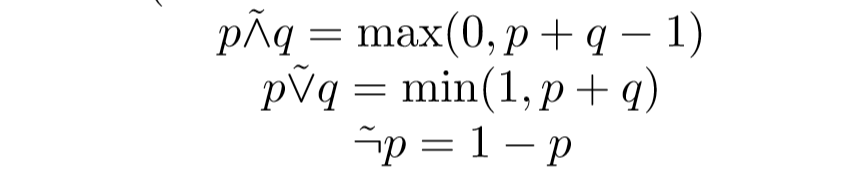 p∧̃q = max(0, p + q − 1)
p∨̃q = min(1, p + q)
¬̃p = 1 − p